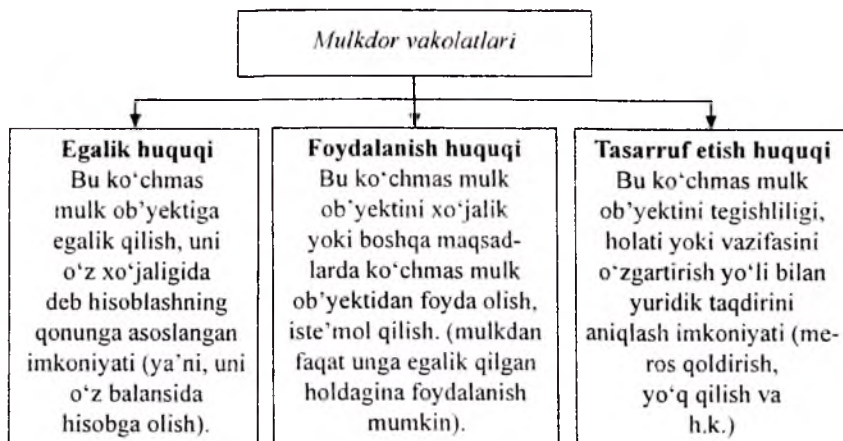 Mulkdor vakolatlari
Egalik huquqi
Bu ko‘chmas
mulk ob’yektiga
egalik qilish, uni
o‘z xo‘jaligida
deb hisoblashning
qonunga asoslangan
imkoniyati (ya’ni, uni
o‘z balansida
hisobga olish).
Foydalanish huquqi
Bu ko‘chmas mulk
ob’yektini xo‘jalik
yoki boshqa maqsad-
larda ko‘chmas mulk
ob’yektidan foyda olish,
iste’mol qilish. (mulkdan
faqat unga egalik qilgan
holdagina foydalanish
mumkin).
Tasarruf etish huquqi
Bu ko‘chmas mulk
ob’yektini tegishliligi,
holati yoki vazifasini
o‘zgartirish yo‘li bilan
yuridik taqdirini
aniqlash imkoniyati (me-
ros qoldirish,
yo‘q qilish va
h.k.)